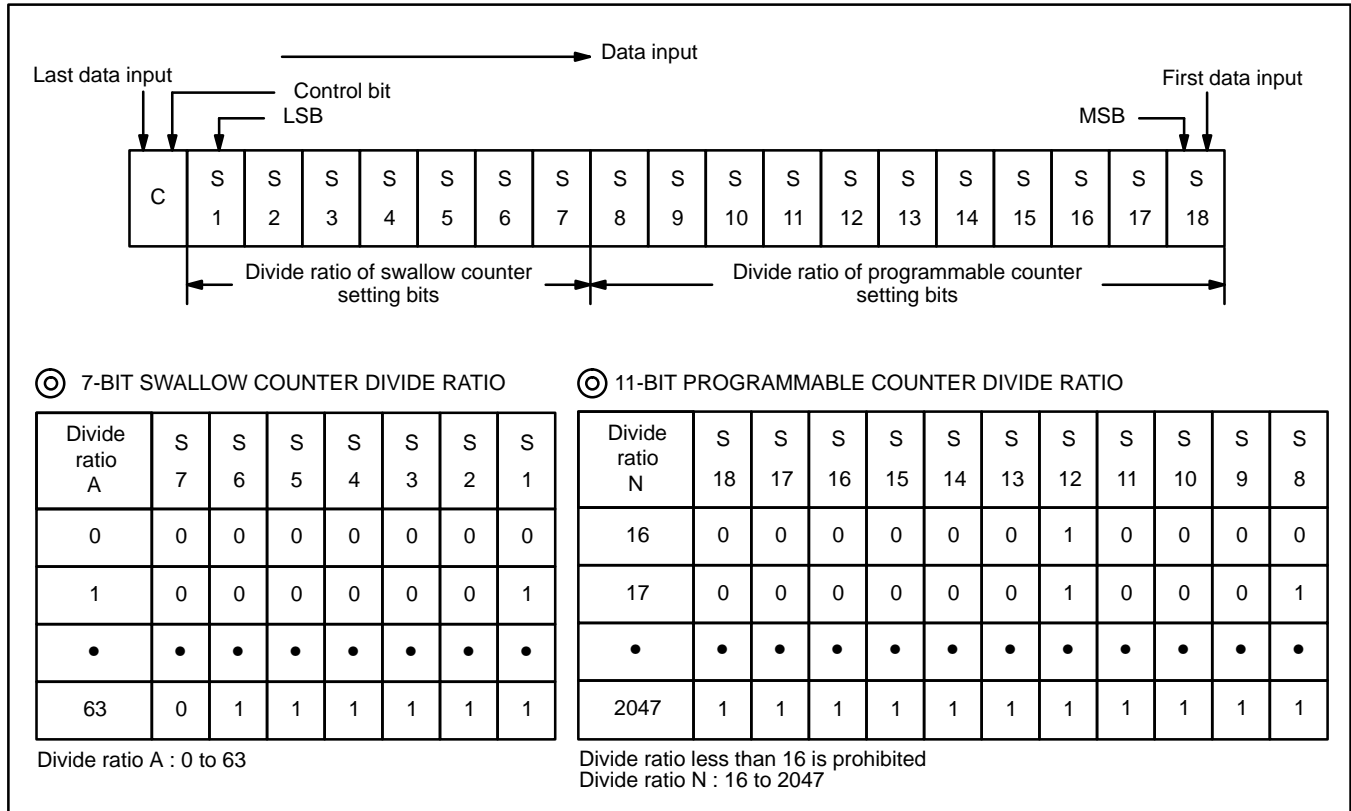 Data input
Last data input
First data input
Control bit
LSB
MSB
C S S S S S S S S S S S S S S S S S S
1 2 3 4 5 6 7 8 9 10 11 12 13 14 15 16 17 18
Divide ratio of swallow counter
setting bits
Divide ratio of programmable counter
setting bits
7-BIT SWALLOW COUNTER DIVIDE RATIO
Divide
ratio
A
S S S S S S S
7 6 5 4 3 2 1
0 0 0 0 0 0 0 0
1 0 0 0 0 0 0 1
• • • • • • • •
63 0 1 1 1 1 1 1
Divide ratio A : 0 to 63
11-BIT PROGRAMMABLE COUNTER DIVIDE RATIO
Divide
ratio
N
S S S S S S S S S S S
18 17 16 15 14 13 12 11 10 9 8
16 0 0 0 0 0 0 1 0 0 0 0
17 0 0 0 0 0 0 1 0 0 0 1
• • • • • • • • • • • •
2047 1 1 1 1 1 1 1 1 1 1 1
Divide ratio less than 16 is prohibited
Divide ratio N : 16 to 2047